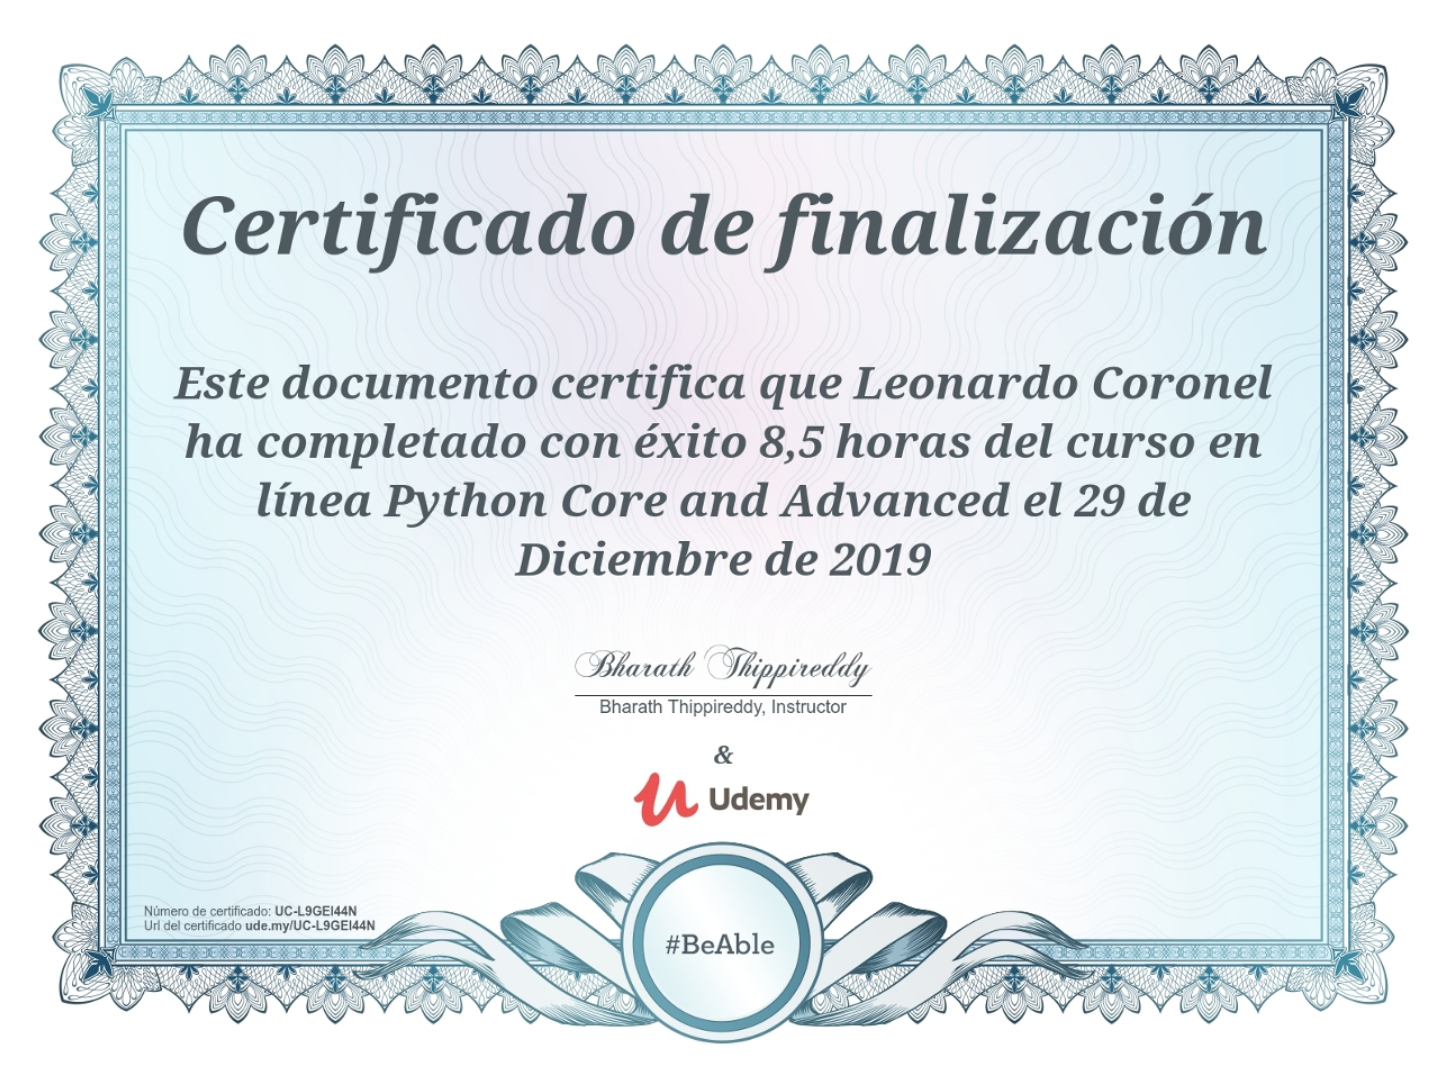 Certificado de finalización
Este documento certifica que Leonardo Coronel
ha completado con éxito 8,5 horas del curso en
línea Python Core and Advanced el 29 de
Diciembre de 2019
Bharath Thippireddy
Bharath Thippireddy, Instructor
&
Udemy
Número de certificado: UC-L9GEI44N
Url del certificado ude.my/UC-L9GEI44N
#BeAble